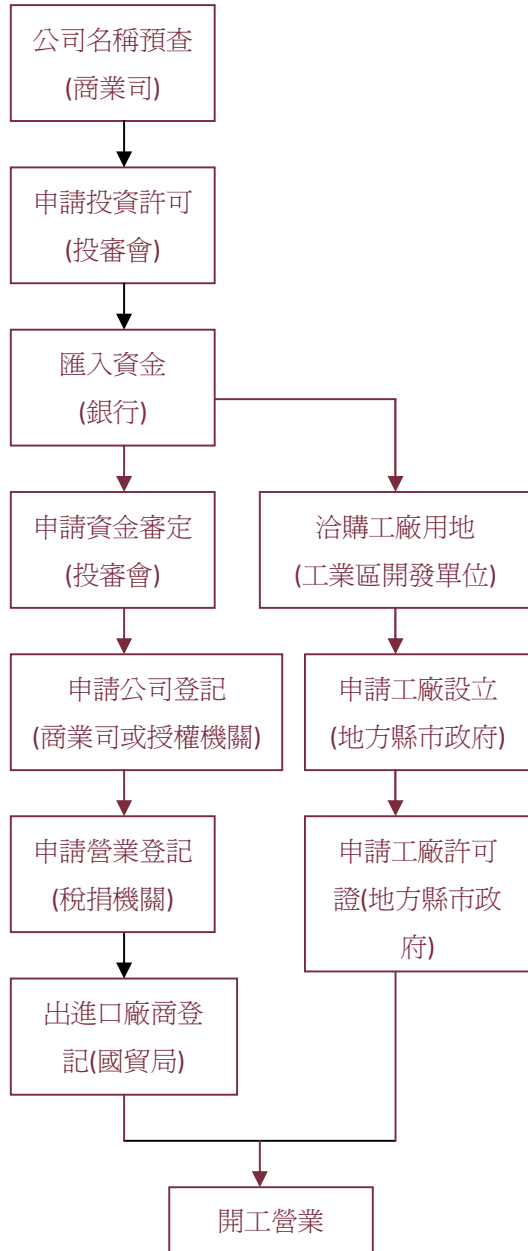 公司名稱預查
(商業司)
申請投資許可
(投審會)
匯入資金
(銀行)
申請資金審定
(投審會)
洽購工廠用地
(工業區開發單位)
申請公司登記
(商業司或授權機關)
申請工廠設立
(地方縣市政府)
申請營業登記
(稅捐機關)
申請工廠許可
證(地方縣市政
府)
出進口廠商登
記(國貿局)
開工營業